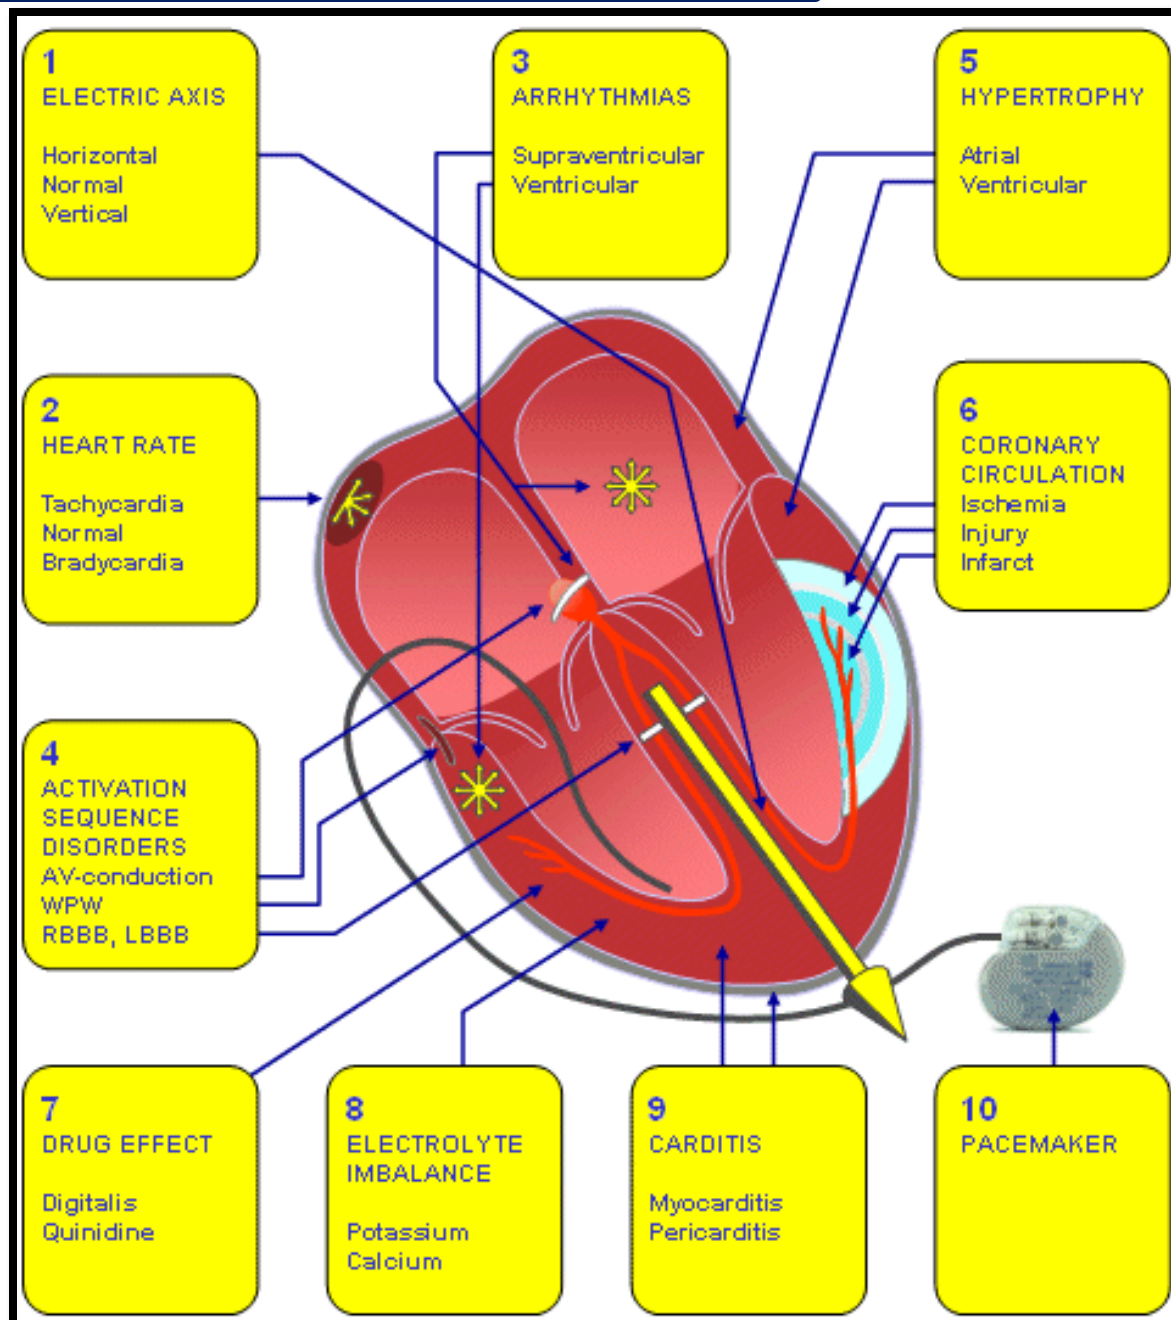 1
ELECTRIC AXIS
Horizontal
Normal
Vertical
3
ARRHYTHMIAS
Supraventricular
Ventricular
5
HYPERTROPHY
Atrial
Ventricular
2
HEART RATE
Tachycardia
Normal
Bradycardia
6
CORONARY
CIRCULATION
Ischemia
Injury
Infarct
4
ACTIVATION
SEQUENCE
DISORDERS
AV-conduction
WPW
RBBB, LBBB
7
DRUG EFFECT
Digitalis
Quinidine
8
ELECTROLYTE
IMBALANCE
Potassium
Calcium
9
CARDITIS
Myocarditis
Pericarditis
10
PACEMAKER